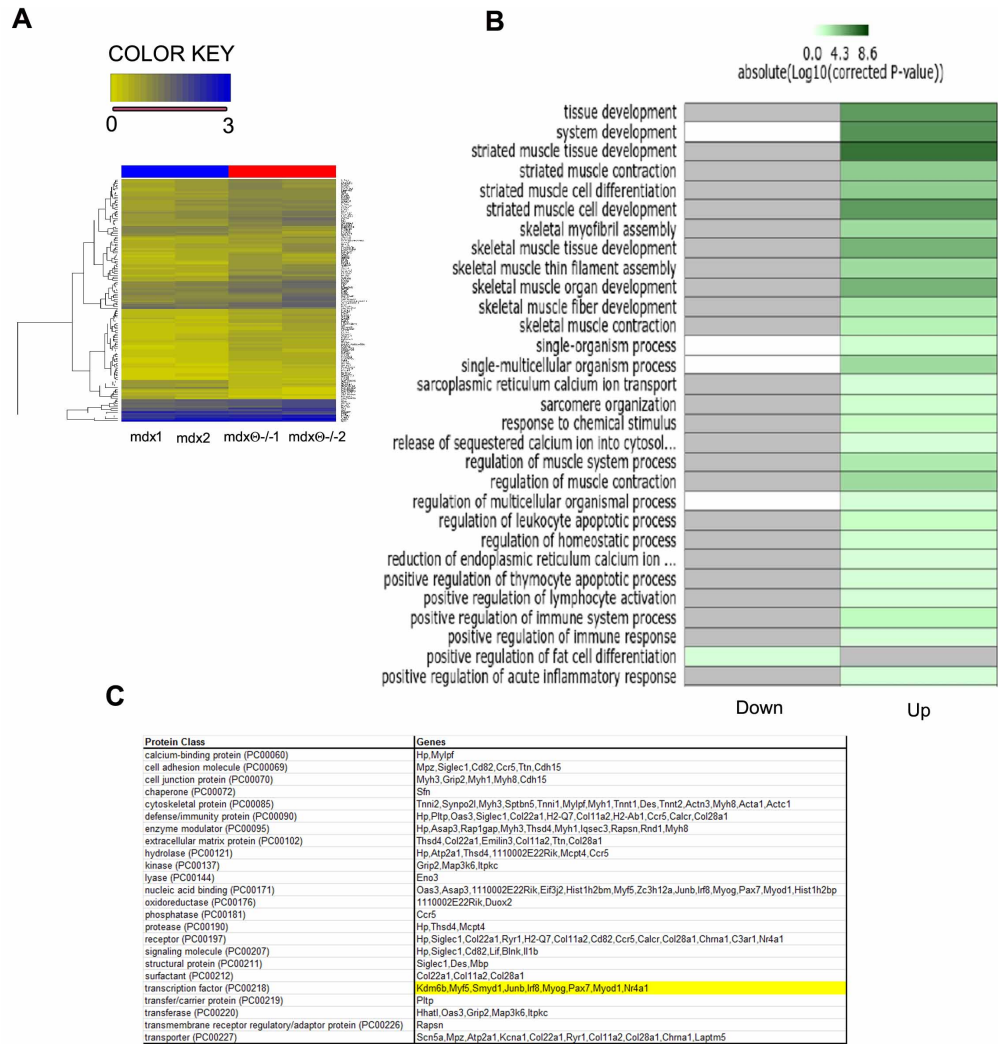 A
COLOR KEY
0 3
mdx1 mdx2 mdxΘ-/-1 mdxΘ-/-2
B
0.0 4.3 8.6
absolute(Log10(corrected P-value))
tissue development
system development
striated muscle tissue development
striated muscle contraction
striated muscle cell differentiation
striated muscle cell development
skeletal myofibril assembly
skeletal muscle tissue development
skeletal muscle thin filament assembly
skeletal muscle organ development
skeletal muscle fiber development
skeletal muscle contraction
single-organism process
single-multicellular organism process
sarcoplasmic reticulum calcium ion transport
sarcomere organization
response to chemical stimulus
release of sequestered calcium ion into cytosol...
regulation of muscle system process
regulation of muscle contraction
regulation of multicellular organismal process
regulation of leukocyte apoptotic process
regulation of homeostatic process
reduction of endoplasmic reticulum calcium ion ...
positive regulation of thymocyte apoptotic process
positive regulation of lymphocyte activation
positive regulation of immune system process
positive regulation of immune response
positive regulation of fat cell differentiation
positive regulation of acute inflammatory response
Down Up
C
Protein Class Genes
calcium-binding protein (PC00060) Hp,Mylpf
cell adhesion molecule (PC00069) Mpz,Siglec1,Cd82,Ccr5,Ttn,Cdh15
cell junction protein (PC00070) Myh3,Grip2,Myh1,Myh8,Cdh15
chaperone (PC00072) Sfn
cytoskeletal protein (PC00085) Tnni2,Synpo2l,Myh3,Sptbn5,Tnni1,Mylpf,Myh1,Tnnt1,Des,Tnnt2,Actn3,Myh8,Acta1,Actc1
defense/immunity protein (PC00090) Hp,Pltp,Oas3,Siglec1,Col22a1,H2-Q7,Col11a2,H2-Ab1,Ccr5,Calcr,Col28a1
enzyme modulator (PC00095) Hp,Asap3,Rap1gap,Myh3,Thsd4,Myh1,Iqsec3,Rapsn,Rnd1,Myh8
extracellular matrix protein (PC00102) Thsd4,Col22a1,Emilin3,Col11a2,Ttn,Col28a1
hydrolase (PC00121) Hp,Atp2a1,Thsd4,1110002E22Rik,Mcpt4,Ccr5
kinase (PC00137) Grip2,Map3k6,Itpkc
lyase (PC00144) Eno3
nucleic acid binding (PC00171) Oas3,Asap3,1110002E22Rik,Eif3j2,Hist1h2bm,Myf5,Zc3h12a,Junb,Irf8,Myog,Pax7,Myod1,Hist1h2bp
oxidoreductase (PC00176) 1110002E22Rik,Duox2
phosphatase (PC00181) Ccr5
protease (PC00190) Hp,Thsd4,Mcpt4
receptor (PC00197) Hp,Siglec1,Col22a1,Ryr1,H2-Q7,Col11a2,Cd82,Ccr5,Calcr,Col28a1,Chrna1,C3ar1,Nr4a1
signaling molecule (PC00207) Hp,Siglec1,Cd82,Lif,Blnk,Il1b
structural protein (PC00211) Siglec1,Des,Mbp
surfactant (PC00212) Col22a1,Col11a2,Col28a1
transcription factor (PC00218) Kdm6b,Myf5,Smyd1,Junb,Irf8,Myog,Pax7,Myod1,Nr4a1
transfer/carrier protein (PC00219) Pltp
transferase (PC00220) Hhatl,Oas3,Grip2,Map3k6,Itpkc
transmembrane receptor regulatory/adaptor protein (PC00226) Rapsn
transporter (PC00227) Scn5a,Mpz,Atp2a1,Kcna1,Col22a1,Ryr1,Col11a2,Col28a1,Chrna1,Laptm5